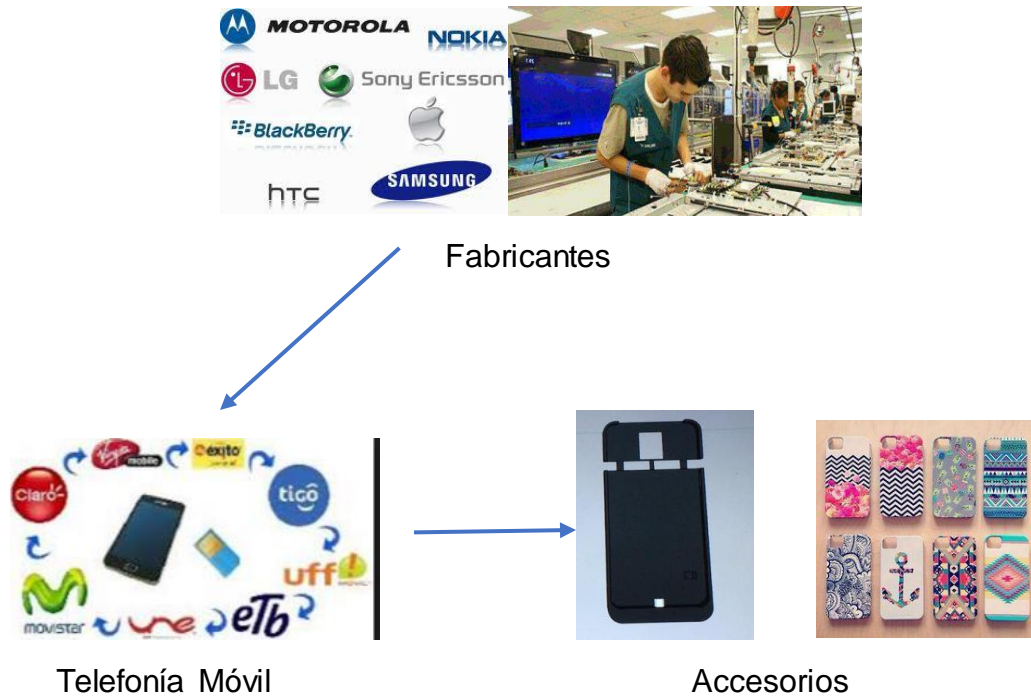 MOTOROLA
NOKIA
LG
Sony Ericsson
BlackBerry.
hTC
SAMSUNG
Fabricantes
Virgin
mobile
éxito
Claro
tigo
uff!
movistar
une
eTb
Telefonía Móvil
Accesorios